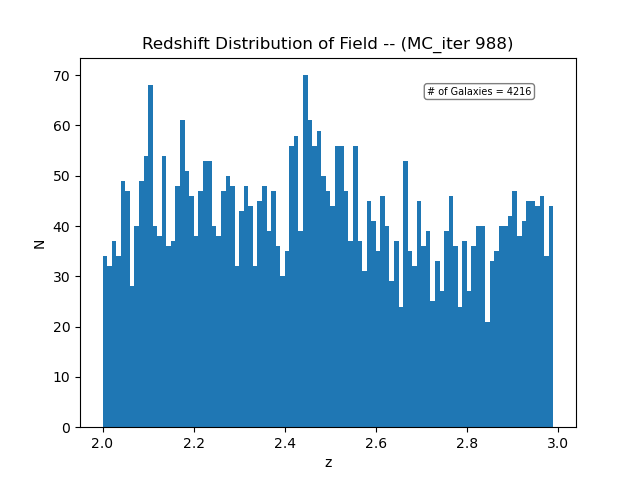 Redshift Distribution of Field -- (MC_iter 988)
# of Galaxies = 4216
70
60
50
40
30
20
10
0
N
2.0 2.2 2.4 2.6 2.8 3.0
z